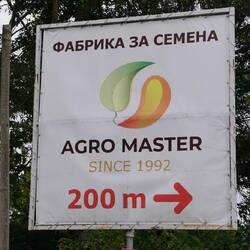 ФАБРИКА ЗА СЕМЕНА
AGRO MASTER
SINCE 1992
200 m →